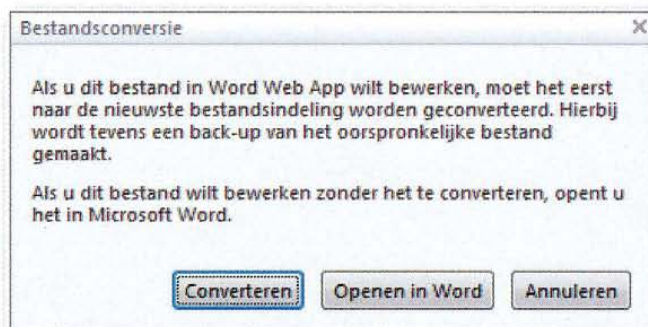 Bestandsconversie
Als u dit bestand in Word Web App wilt bewerken, moet het eerst
naar de nieuwste bestandsindeling worden geconverteerd. Hierbij
wordt tevens een back-up van het oorspronkelijke bestand
gemaakt.
Als u dit bestand wilt bewerken zonder het te converteren, opent u
het in Microsoft Word.
Converteren Openen in Word Annuleren